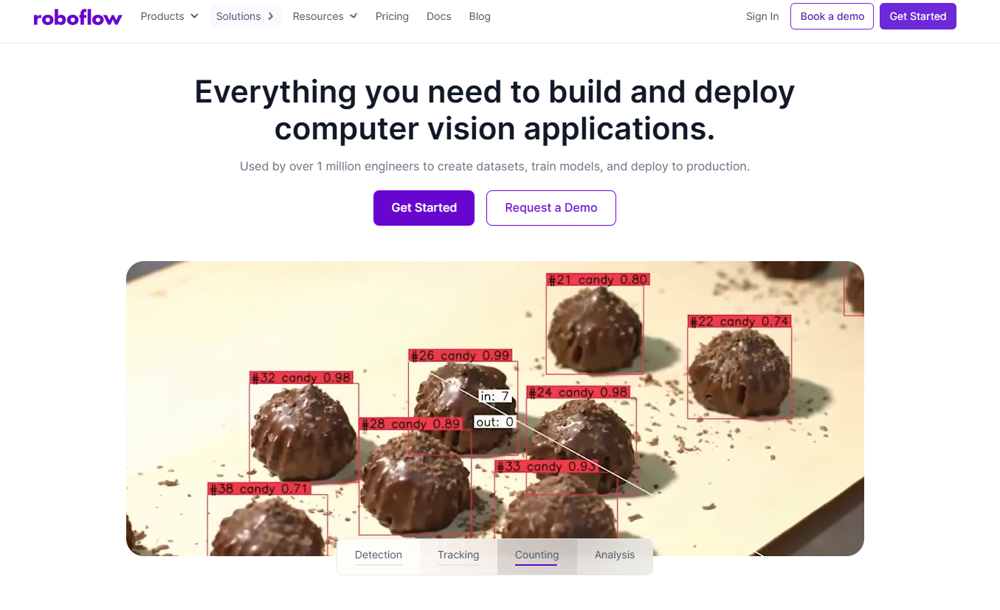 roboflow
Products
Solutions
Resources
Pricing
Docs
Blog
Sign In
Book a demo
Get Started
Everything you need to build and deploy
computer vision applications.
Used by over 1 million engineers to create datasets, train models, and deploy to production.
Get Started
Request a Demo
#21 candy 0.80
#22 candy 0.74
#26 candy 0.99
#32 candy 0.98
in: 7
#24 candy 0.98
out: 0
#28 candy 0.89
#33 candy 0.93
#38 candy 0.71
Detection
Tracking
Counting
Analysis